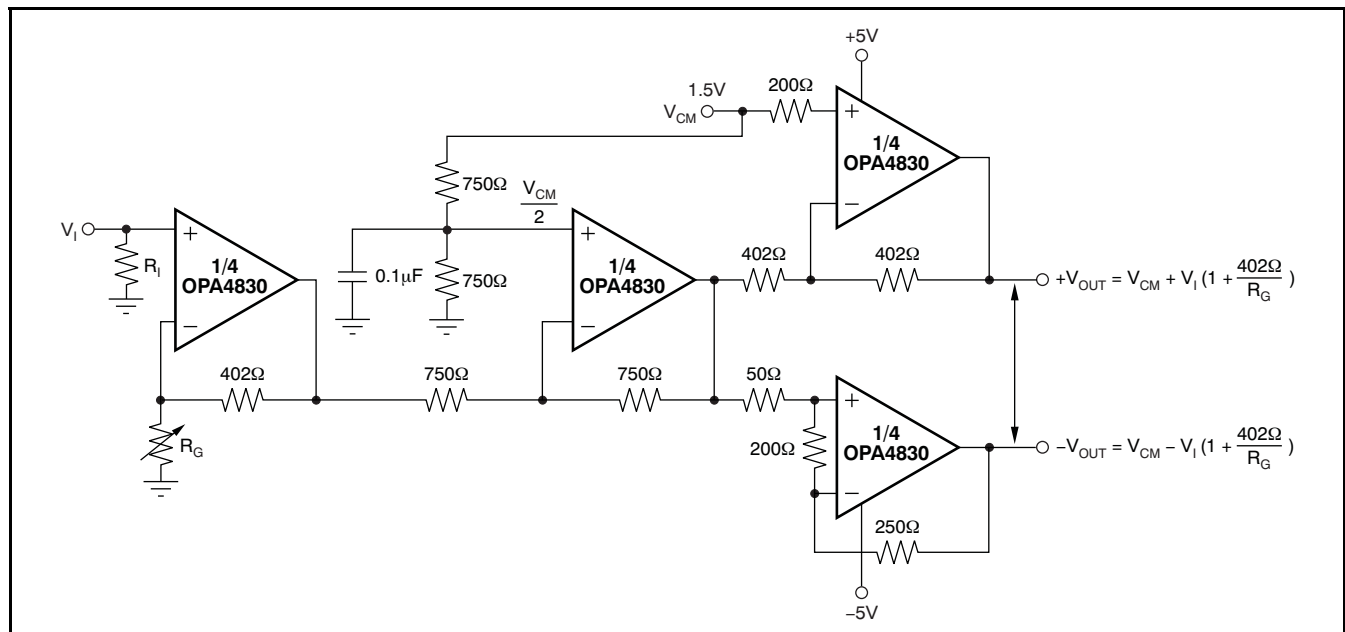 +5V
1.5V
V_CM
200Ω
+
1/4
OPA4830
−
750Ω
V_CM/2
V_I
R_I
+
1/4
OPA4830
−
0.1µF
750Ω
+
1/4
OPA4830
−
402Ω
402Ω
+V_OUT = V_CM + V_I (1 + 402Ω/R_G )
402Ω
750Ω
750Ω
50Ω
R_G
200Ω
+
1/4
OPA4830
−
−V_OUT = V_CM − V_I (1 + 402Ω/R_G )
250Ω
−5V